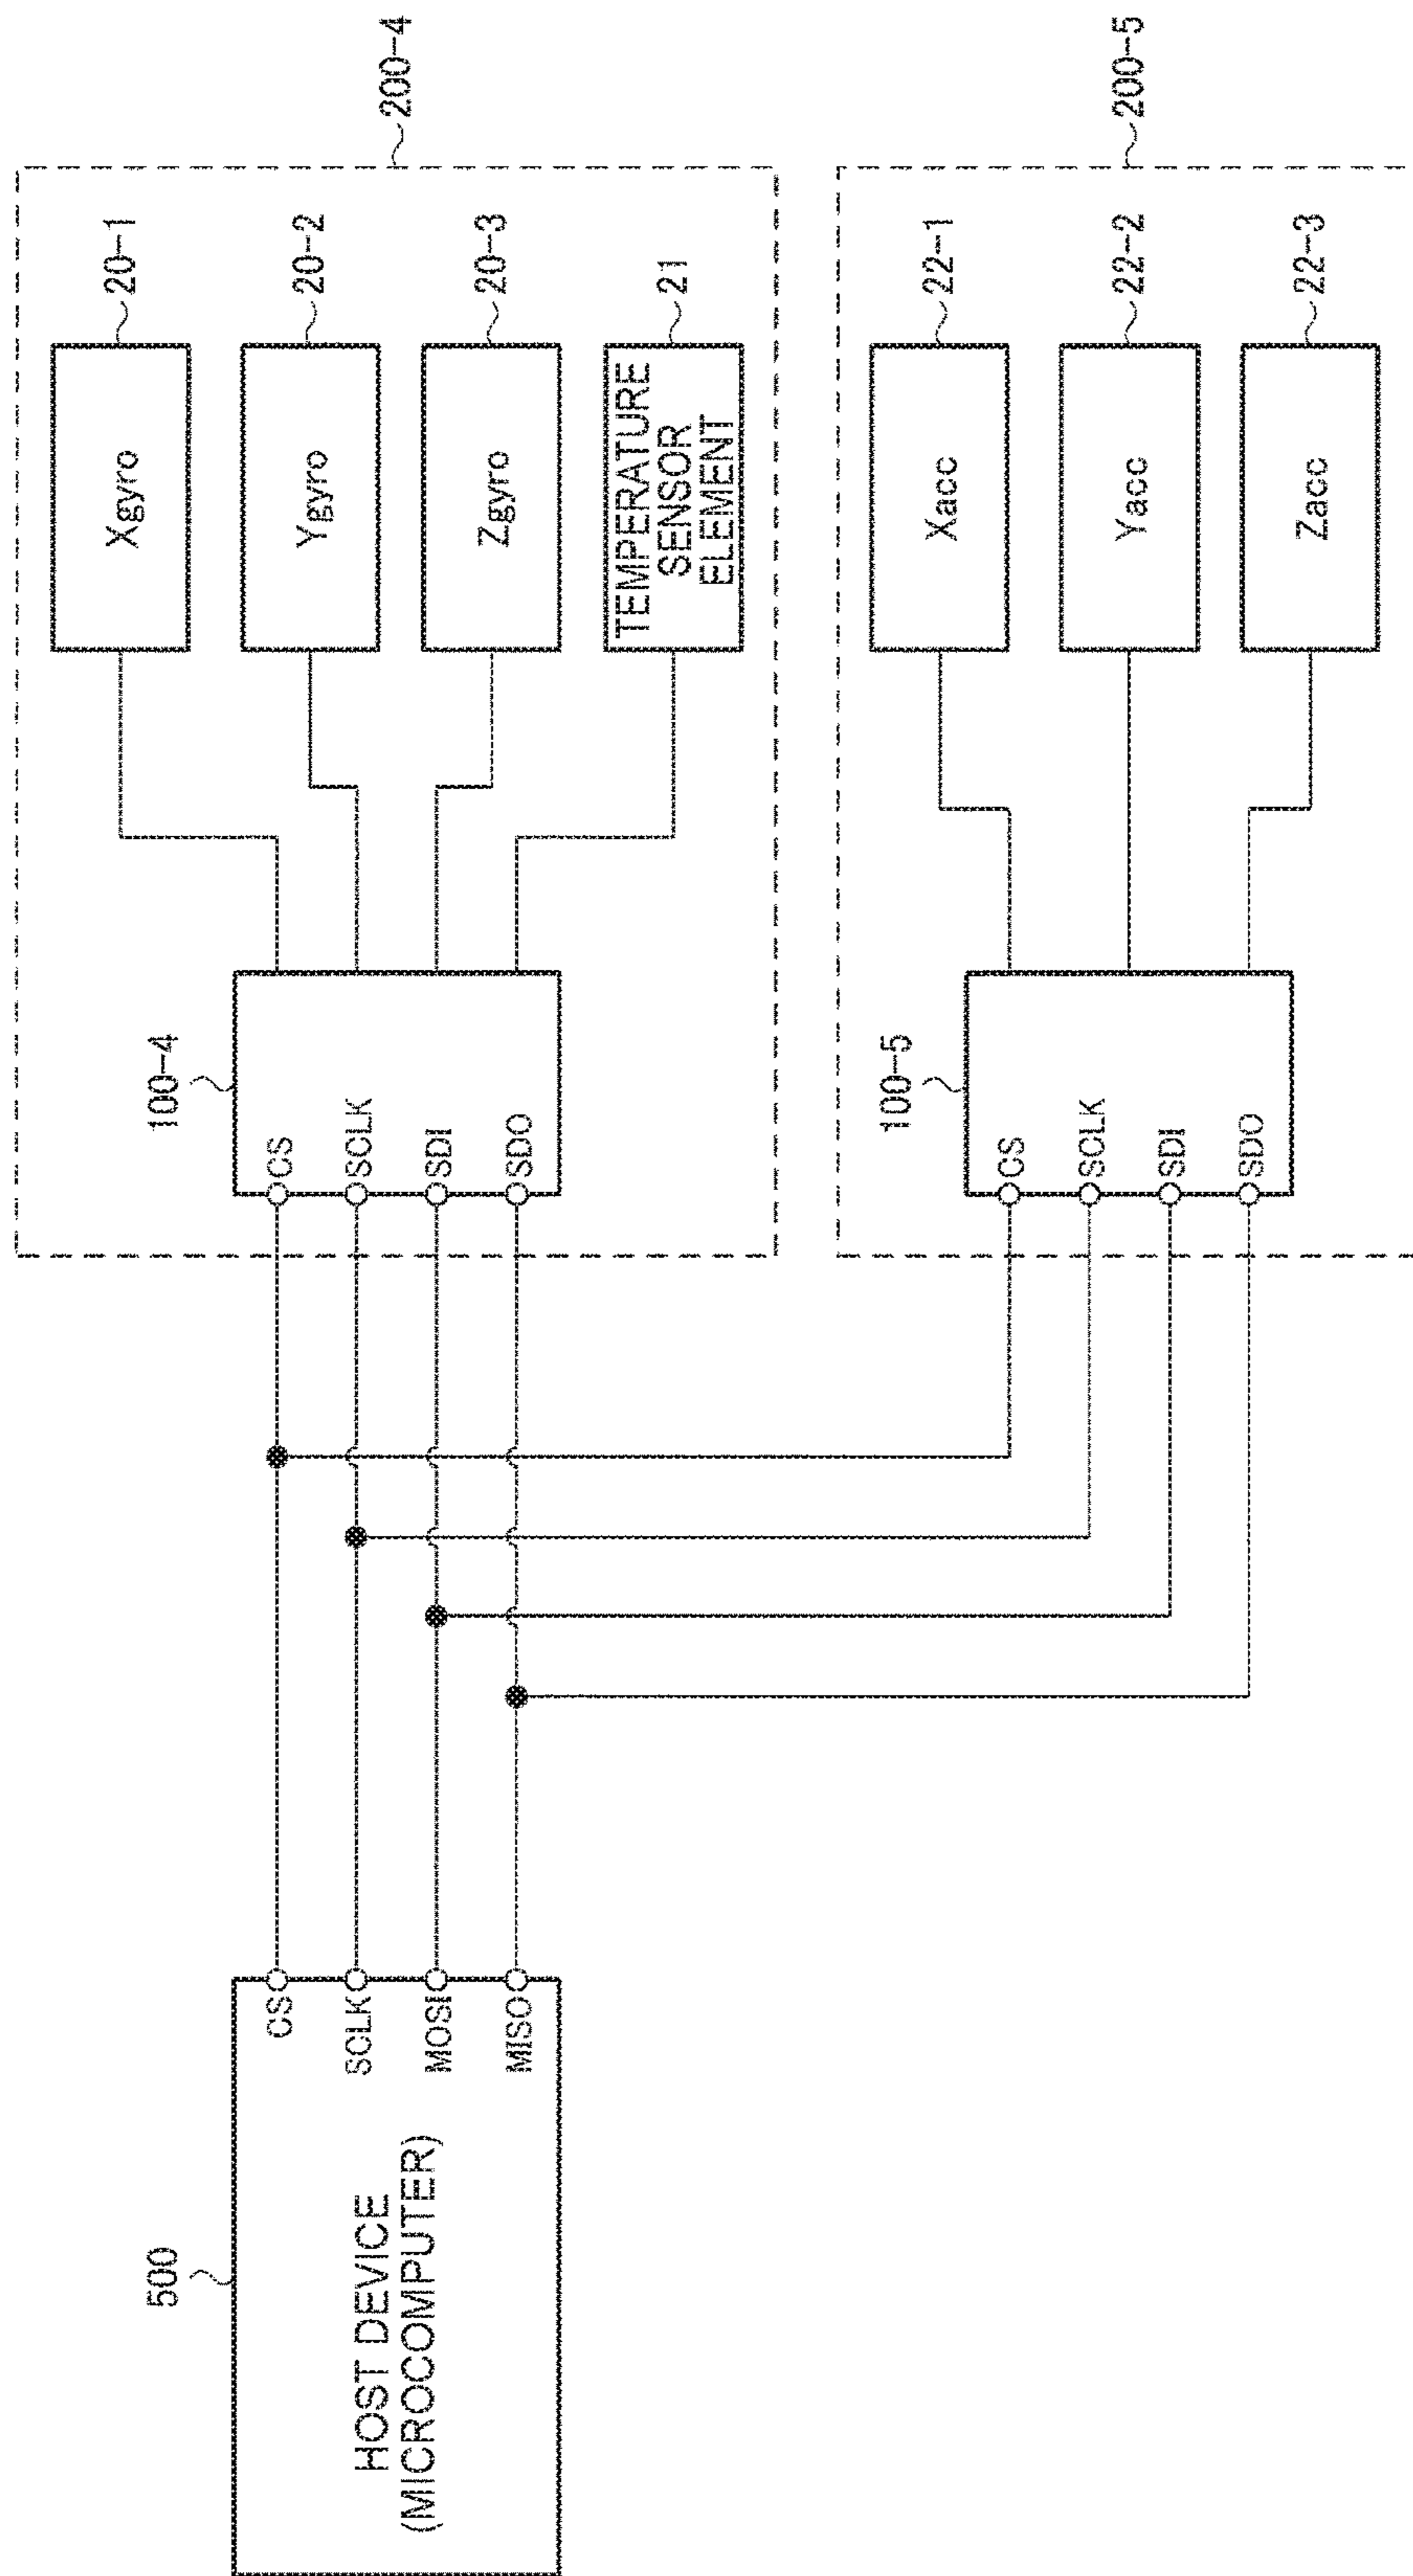 500
HOST DEVICE
(MICROCOMPUTER)
CS
SCLK
MOSI
MISO
100-4
CS
SCLK
SDI
SDO
Xgyro
20-1
Ygyro
20-2
Zgyro
20-3
TEMPERATURE
SENSOR
ELEMENT
21
200-4
100-5
CS
SCLK
SDI
SDO
Xacc
22-1
Yacc
22-2
Zacc
22-3
200-5